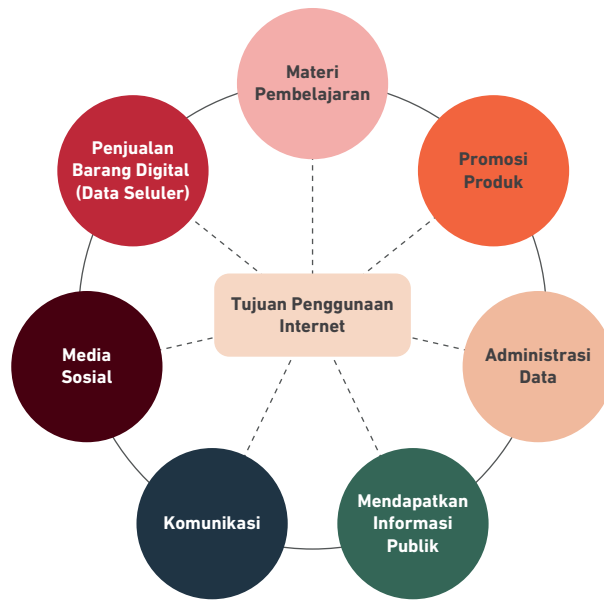 Materi
Pembelajaran
Promosi
Produk
Administrasi
Data
Mendapatkan
Informasi
Publik
Komunikasi
Media
Sosial
Penjualan
Barang Digital
(Data Seluler)
Tujuan Penggunaan
Internet